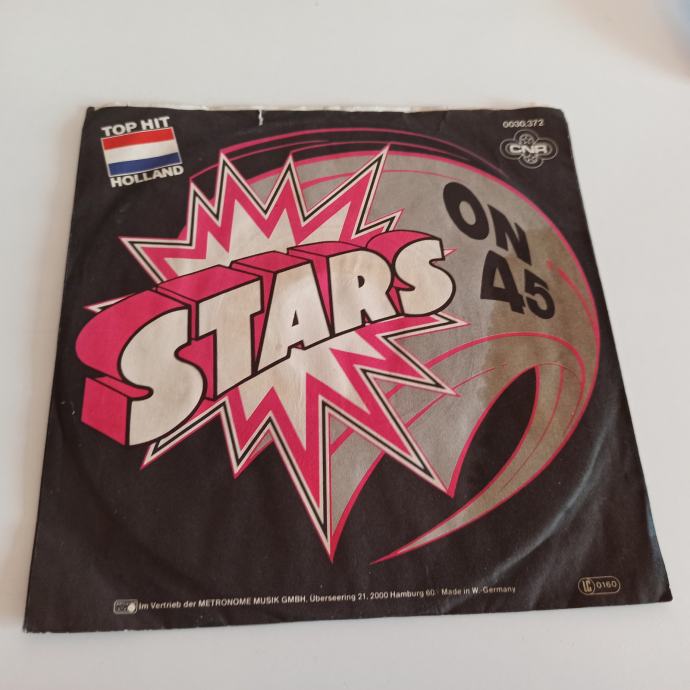 TOP HIT
HOLLAND
0030.372
CNR
STARS
ON
45
Im Vertrieb der METRONOME MUSIK GMBH, Überseering 21, 2000 Hamburg 60 · Made in W.-Germany
LC 0160